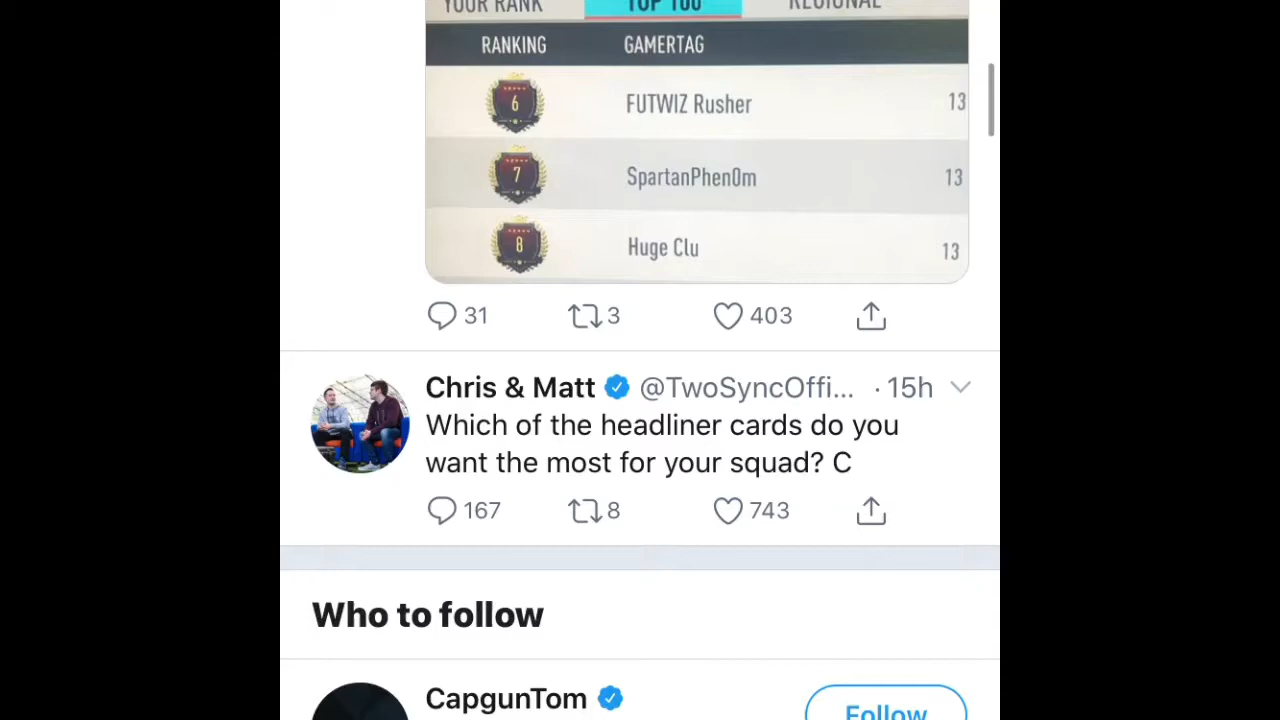 YOUR RANK TOP 100 REGIONAL
RANKING GAMERTAG
6 FUTWIZ Rusher 13
7 SpartanPhen0m 13
8 Huge Clu 13
31 3 403
Chris & Matt @TwoSyncOffi... · 15h
Which of the headliner cards do you
want the most for your squad? C
167 8 743
Who to follow
CapgunTom
Follow